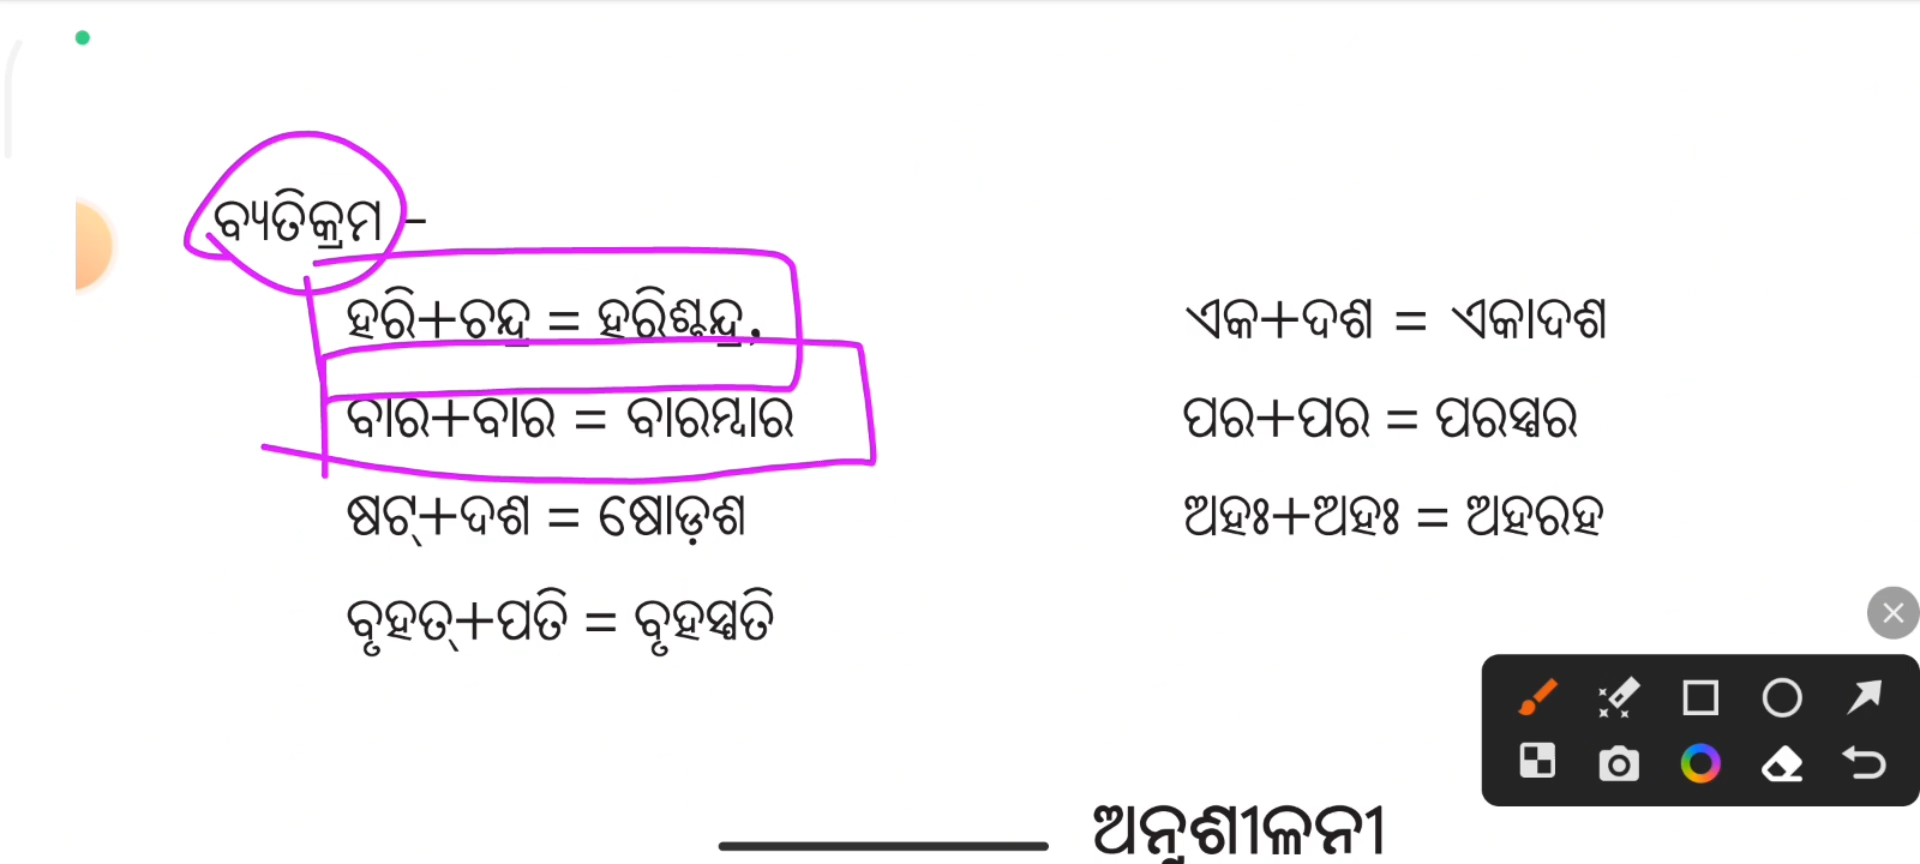 ବ୍ୟତିକ୍ରମ –
ହରି+ଚନ୍ଦ୍ର = ହରିଶ୍ଚନ୍ଦ୍ର,
ଏକ+ଦଶ = ଏକାଦଶ
ବାର+ବାର = ବାରମ୍ବାର
ପର+ପର = ପରସ୍ପର
ଷଟ୍+ଦଶ = ଷୋଡ଼ଶ
ଅହଃ+ଅହଃ = ଅହରହ
ବୃହତ୍+ପତି = ବୃହସ୍ପତି
ଅନୁଶୀଳନୀ